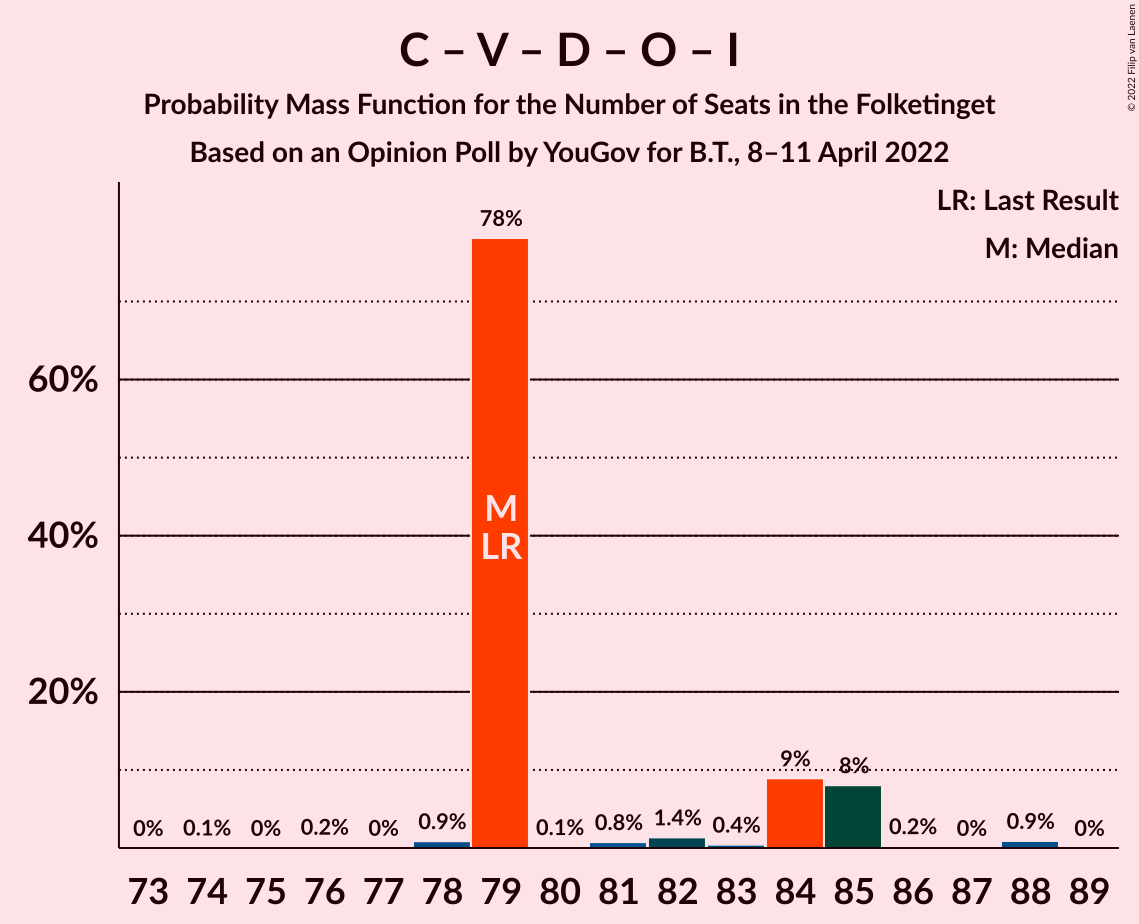 C – V – D – O – I
Probability Mass Function for the Number of Seats in the Folketinget
Based on an Opinion Poll by YouGov for B.T., 8–11 April 2022
© 2022 Filip van Laenen
LR: Last Result
M: Median
60%
40%
20%
0% 0.1% 0% 0.2% 0% 0.9% 78% 0.1% 0.8% 1.4% 0.4% 9% 8% 0.2% 0% 0.9% 0%
M
LR
73 74 75 76 77 78 79 80 81 82 83 84 85 86 87 88 89